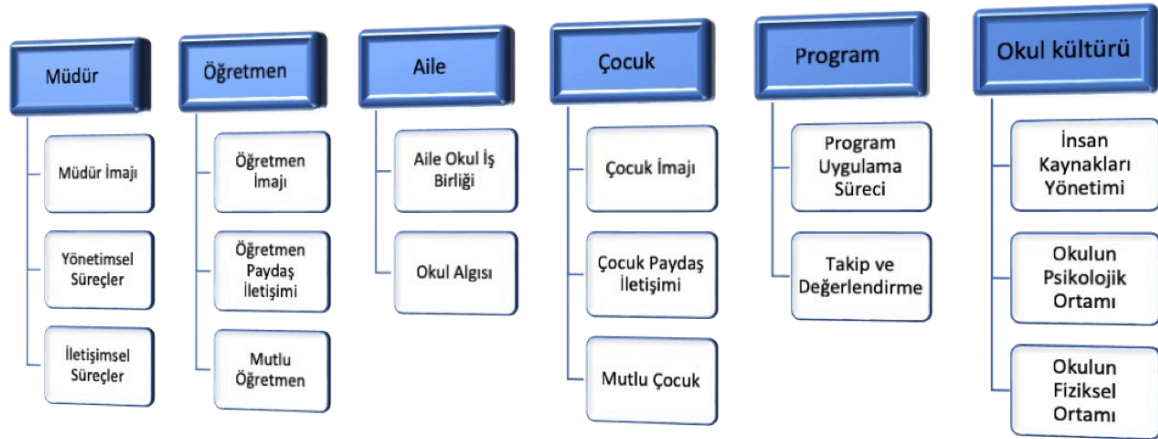 Müdür
Müdür İmajı
Yönetimsel
Süreçler
İletişimsel
Süreçler
Öğretmen
Öğretmen
İmajı
Öğretmen
Paydaş
İletişimi
Mutlu
Öğretmen
Aile
Aile Okul İş
Birliği
Okul Algısı
Çocuk
Çocuk İmajı
Çocuk Paydaş
İletişimi
Mutlu Çocuk
Program
Program
Uygulama
Süreci
Takip ve
Değerlendirme
Okul kültürü
İnsan
Kaynakları
Yönetimi
Okulun
Psikolojik
Ortamı
Okulun
Fiziksel
Ortamı